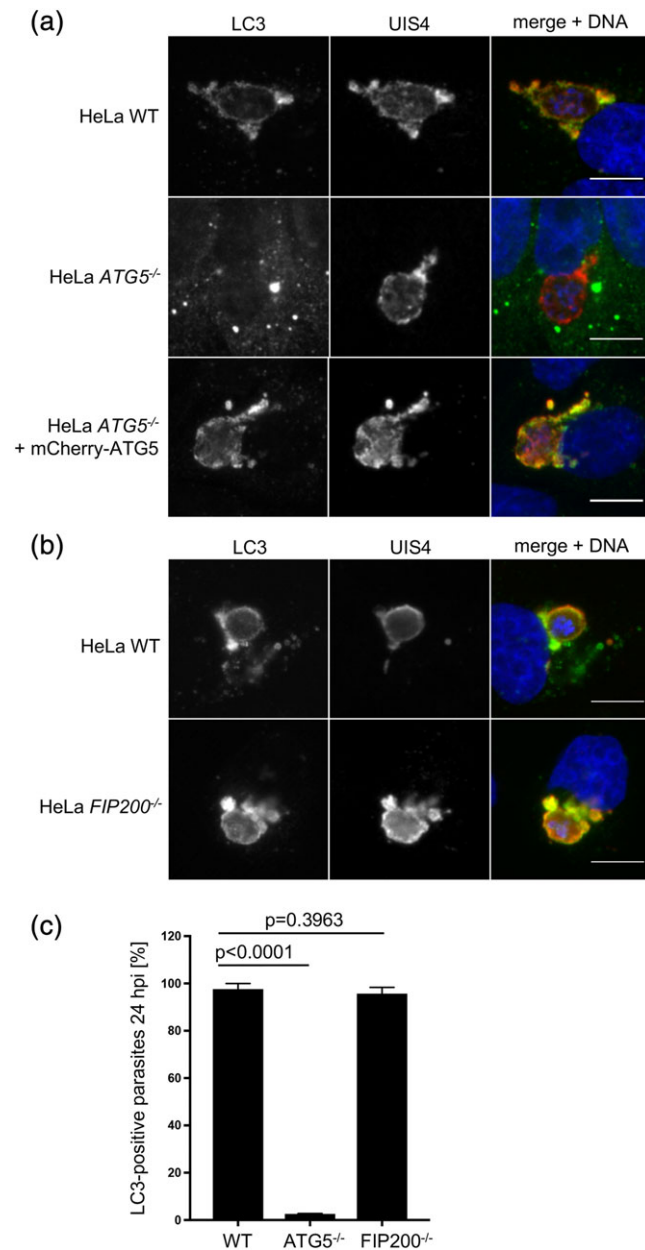 (a)
LC3 UIS4 merge + DNA
HeLa WT
HeLa ATG5-/-
HeLa ATG5-/-
+ mCherry-ATG5
(b)
LC3 UIS4 merge + DNA
HeLa WT
HeLa FIP200-/-
(c)
LC3-positive parasites 24 hpi [%]
p=0.3963
p<0.0001
120
100
80
60
40
20
0
WT ATG5-/- FIP200-/-